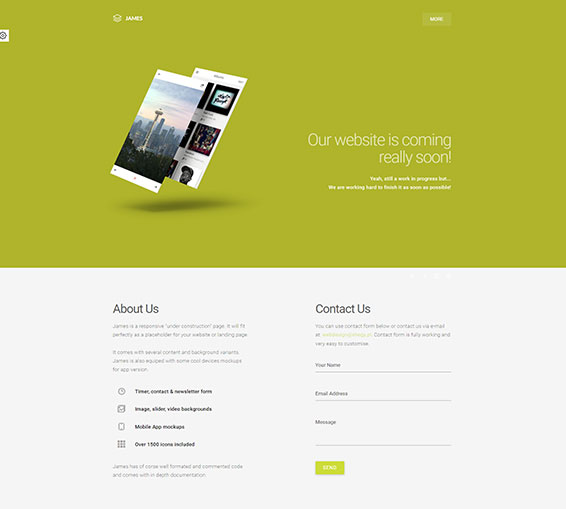 JAMES
MORE
Our website is coming
really soon!
Yeah, still a work in progress but...
We are working hard to finish it as soon as possible!
About Us
James is a responsive "under construction" page. It will fit
perfectly as a placeholder for your website or landing page.
It comes with several content and background variants.
James is also equiped with some cool devices mockups
for app version.
Timer, contact & newsletter form
Image, slider, video backgrounds
Mobile App mockups
Over 1500 icons included
James has of corse well formated and commented code
and comes with in depth documentation.
Contact Us
You can use contact form below or contact us via e-mail
at Contact form is fully working and
very easy to customise.
Your Name
Email Address
Message
SEND